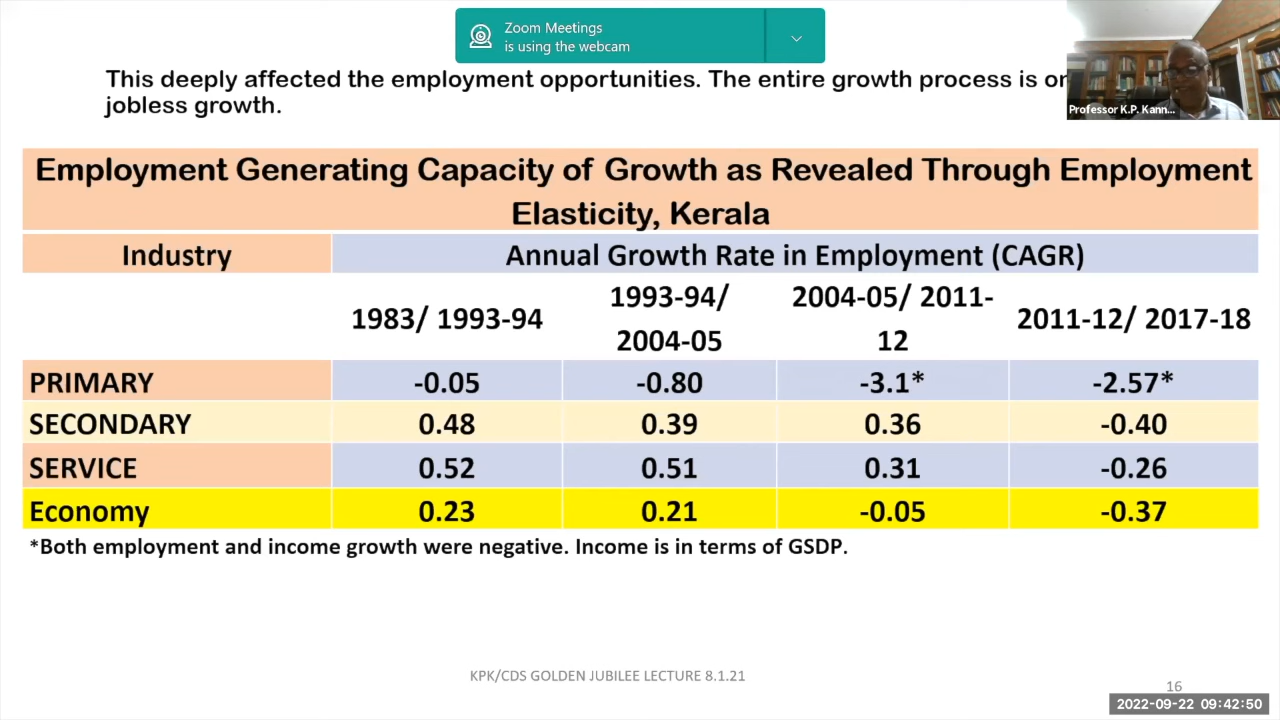 Zoom Meetings
is using the webcam
This deeply affected the employment opportunities. The entire growth process is
jobless growth.
Professor K.P. Kann...
Employment Generating Capacity of Growth as Revealed Through Employment
Elasticity, Kerala
Industry Annual Growth Rate in Employment (CAGR)
1983/ 1993-94 1993-94/ 2004-05 2004-05/ 2011-12 2011-12/ 2017-18
PRIMARY -0.05 -0.80 -3.1* -2.57*
SECONDARY 0.48 0.39 0.36 -0.40
SERVICE 0.52 0.51 0.31 -0.26
Economy 0.23 0.21 -0.05 -0.37
*Both employment and income growth were negative. Income is in terms of GSDP.
KPK/CDS GOLDEN JUBILEE LECTURE 8.1.21
16
2022-09-22 09:42:50